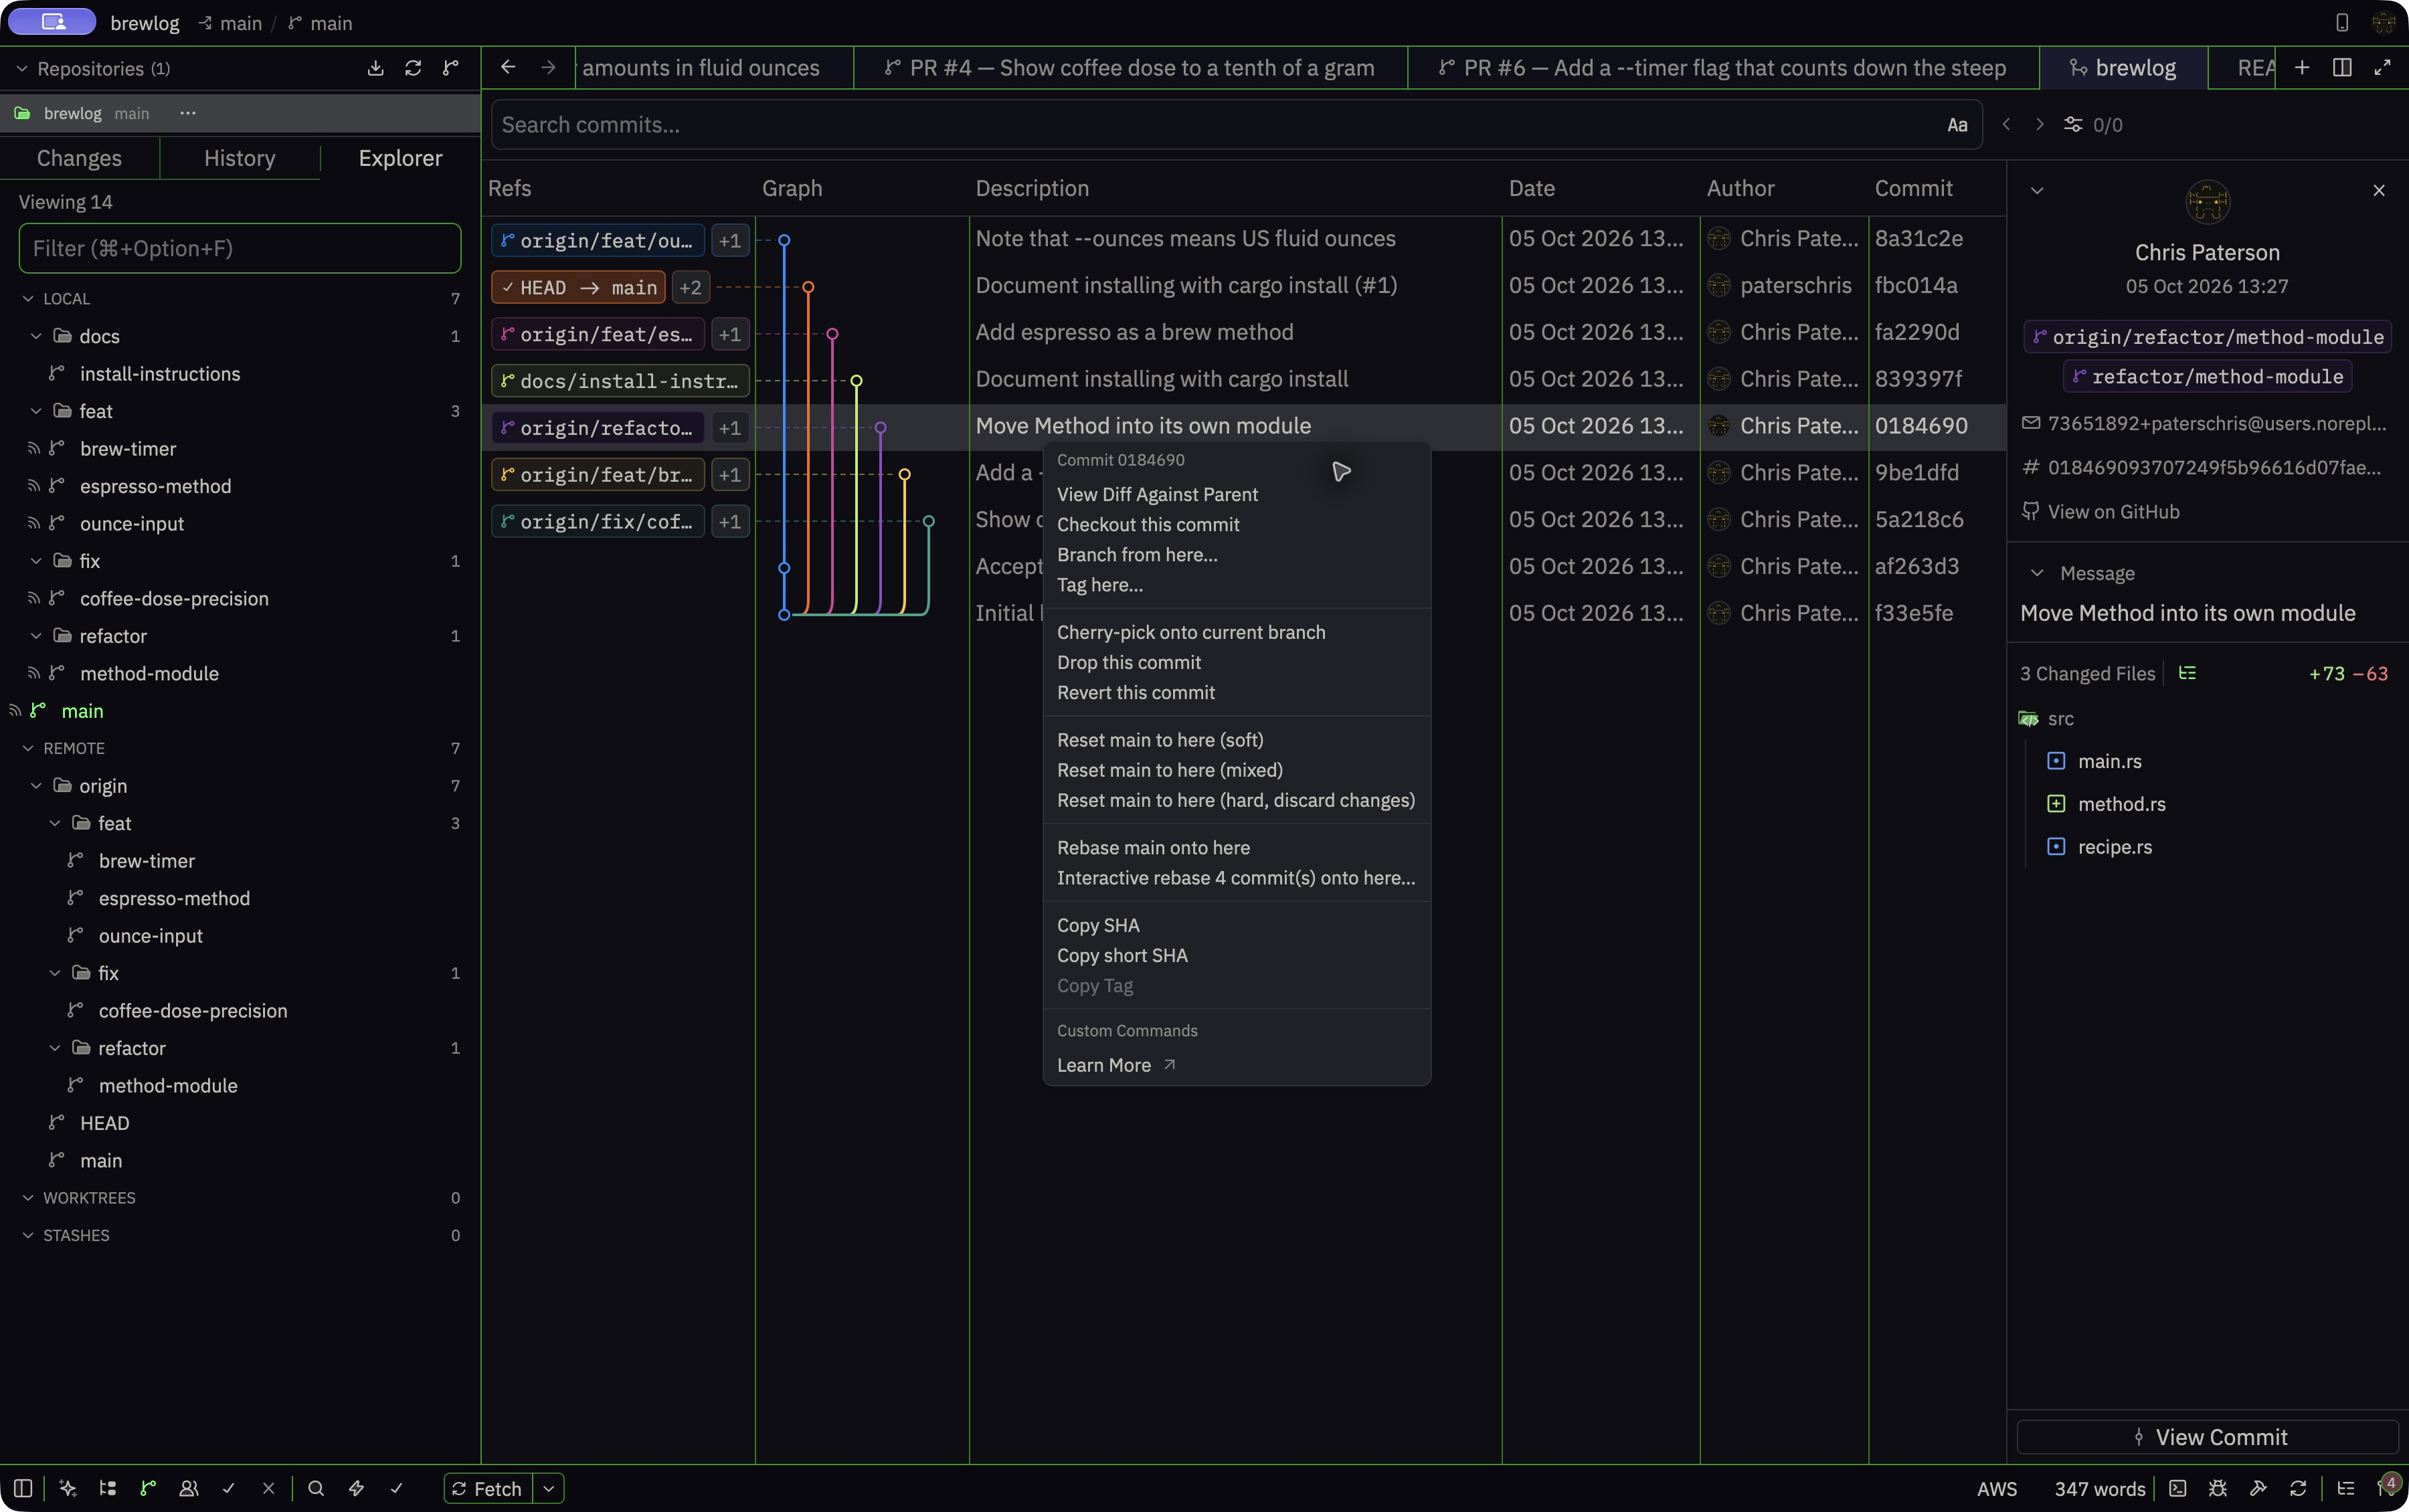 brewlog main / main
Repositories (1)
amounts in fluid ounces
PR #4 — Show coffee dose to a tenth of a gram
PR #6 — Add a --timer flag that counts down the steep
brewlog
REA
brewlog main ...
Search commits...
Aa
0/0
Changes
History
Explorer
Viewing 14
Filter (⌘+Option+F)
LOCAL 7
docs 1
install-instructions
feat 3
brew-timer
espresso-method
ounce-input
fix 1
coffee-dose-precision
refactor 1
method-module
main
REMOTE 7
origin 7
feat 3
brew-timer
espresso-method
ounce-input
fix 1
coffee-dose-precision
refactor 1
method-module
HEAD
main
WORKTREES 0
STASHES 0
Refs Graph Description Date Author Commit
origin/feat/ou... +1 Note that --ounces means US fluid ounces 05 Oct 2026 13... Chris Pate... 8a31c2e
HEAD → main +2 Document installing with cargo install (#1) 05 Oct 2026 13... paterschris fbc014a
origin/feat/es... +1 Add espresso as a brew method 05 Oct 2026 13... Chris Pate... fa2290d
docs/install-instr... Document installing with cargo install 05 Oct 2026 13... Chris Pate... 839397f
origin/refacto... +1 Move Method into its own module 05 Oct 2026 13... Chris Pate... 0184690
origin/feat/br... +1 Add a - 05 Oct 2026 13... Chris Pate... 9be1dfd
origin/fix/cof... +1 Show 05 Oct 2026 13... Chris Pate... 5a218c6
Accept 05 Oct 2026 13... Chris Pate... af263d3
Initial 05 Oct 2026 13... Chris Pate... f33e5fe
Commit 0184690
View Diff Against Parent
Checkout this commit
Branch from here...
Tag here...
Cherry-pick onto current branch
Drop this commit
Revert this commit
Reset main to here (soft)
Reset main to here (mixed)
Reset main to here (hard, discard changes)
Rebase main onto here
Interactive rebase 4 commit(s) onto here...
Copy SHA
Copy short SHA
Copy Tag
Custom Commands
Learn More
Chris Paterson
05 Oct 2026 13:27
origin/refactor/method-module
refactor/method-module
73651892+paterschris@users.norepl...
018469093707249f5b96616d07fae...
View on GitHub
Message
Move Method into its own module
3 Changed Files +73 −63
src
main.rs
method.rs
recipe.rs
View Commit
Fetch
AWS
347 words
4